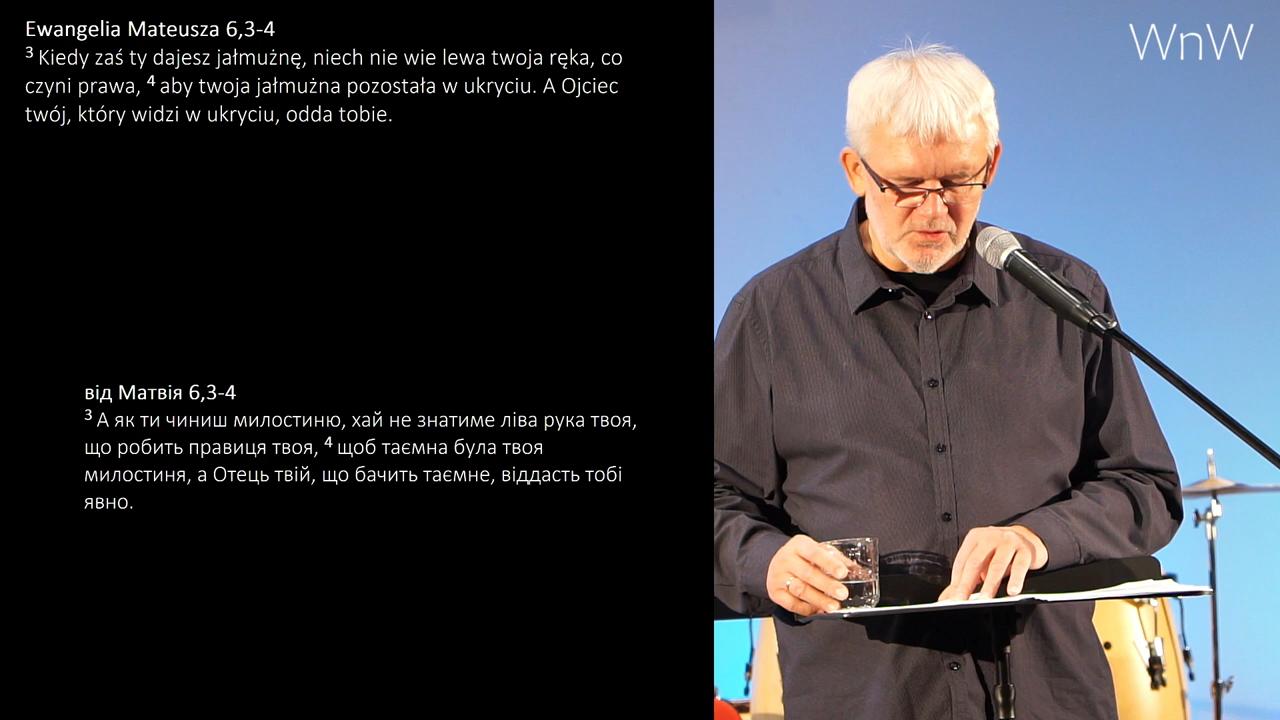 Ewangelia Mateusza 6,3-4
³ Kiedy zaś ty dajesz jałmużnę, niech nie wie lewa twoja ręka, co
czyni prawa, ⁴ aby twoja jałmużna pozostała w ukryciu. A Ojciec
twój, który widzi w ukryciu, odda tobie.
від Матвія 6,3-4
³ А як ти чиниш милостиню, хай не знатиме ліва рука твоя,
що робить правиця твоя, ⁴ щоб таємна була твоя
милостиня, а Отець твій, що бачить таємне, віддасть тобі
явно.
WnW